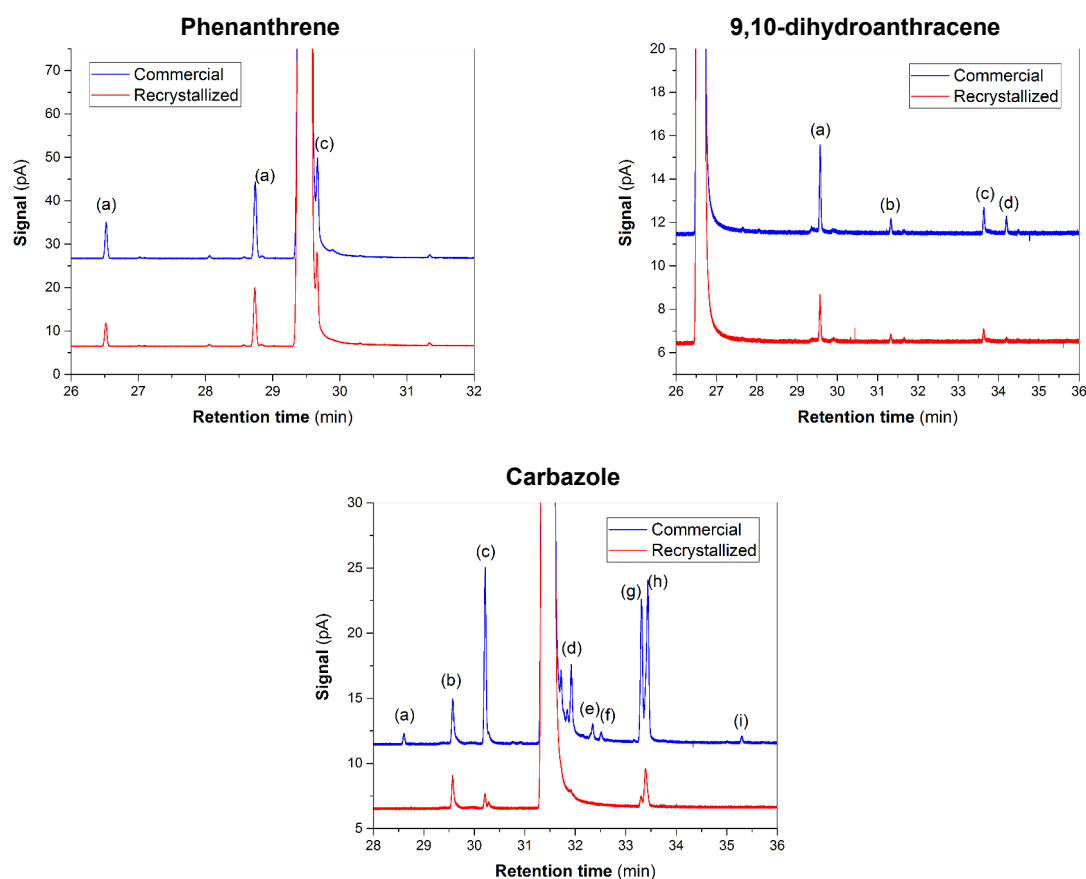 Phenanthrene
70
60
50
40
30
20
10
0
Signal (pA)
26 27 28 29 30 31 32
Retention time (min)
Commercial
Recrystallized
(a)
(a)
(c)
9,10-dihydroanthracene
20
18
16
14
12
10
8
6
Signal (pA)
26 27 28 29 30 31 32 33 34 35 36
Retention time (min)
Commercial
Recrystallized
(a)
(b)
(c)
(d)
Carbazole
30
25
20
15
10
5
Signal (pA)
28 29 30 31 32 33 34 35 36
Retention time (min)
Commercial
Recrystallized
(a)
(b)
(c)
(d)
(e)
(f)
(g)
(h)
(i)